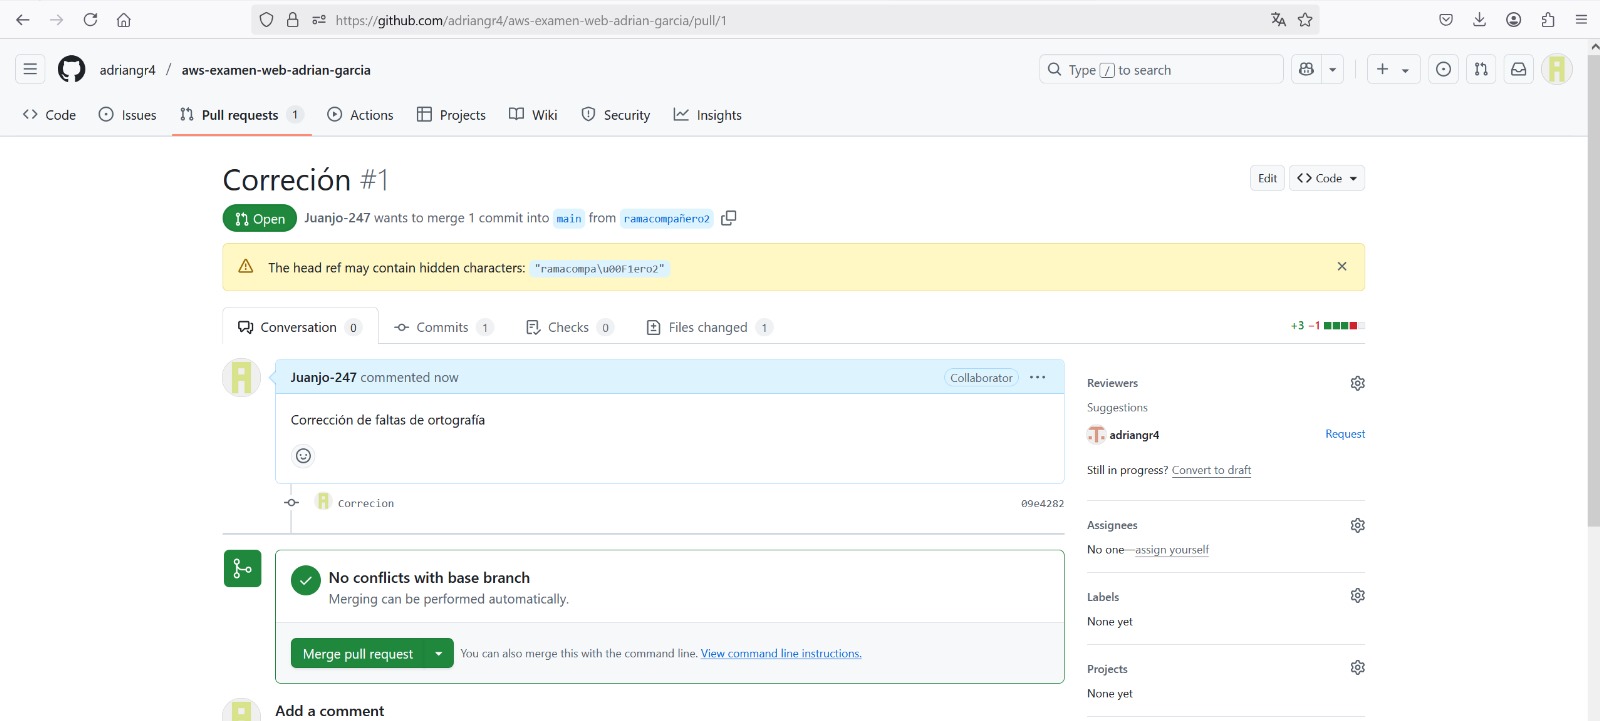 https://github.com/adriangr4/aws-examen-web-adrian-garcia/pull/1
adriangr4 / aws-examen-web-adrian-garcia
Type / to search
Code
Issues
Pull requests 1
Actions
Projects
Wiki
Security
Insights
Correción #1
Edit
Code
Open
Juanjo-247 wants to merge 1 commit into main from ramacompañero2
The head ref may contain hidden characters: "ramacompa\u00F1ero2"
Conversation 0
Commits 1
Checks 0
Files changed 1
+3 −1
Juanjo-247 commented now
Collaborator
Corrección de faltas de ortografía
Correcion
09e4282
No conflicts with base branch
Merging can be performed automatically.
Merge pull request
You can also merge this with the command line. View command line instructions.
Add a comment
Reviewers
Suggestions
adriangr4
Request
Still in progress? Convert to draft
Assignees
No one—assign yourself
Labels
None yet
Projects
None yet